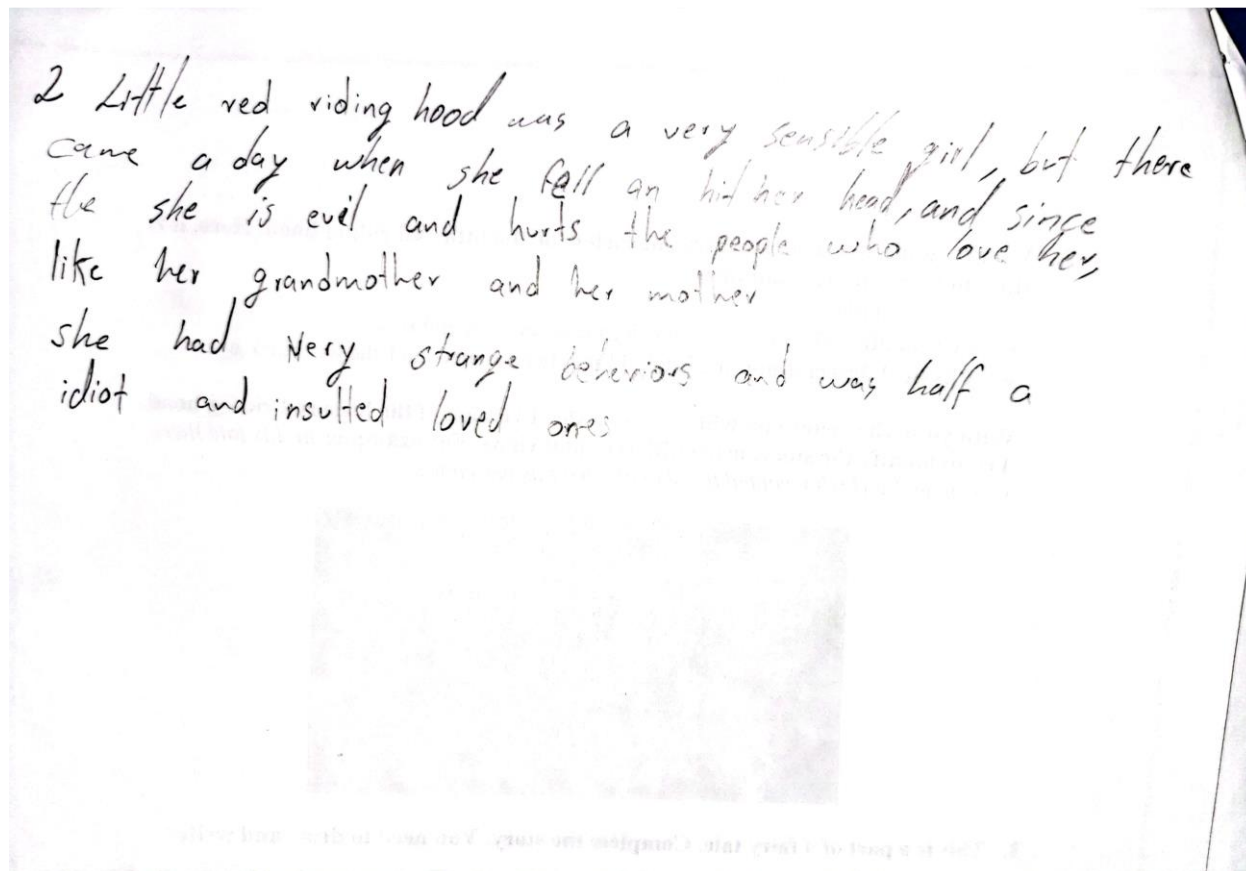 2 Little red riding hood was a very sensible girl, but there
came a day when she fall an hit her head, and since
the she is evil and hurts the people who love her,
like her grandmother and her mother
she had very strange behaviors and was half a
idiot and insulted loved ones